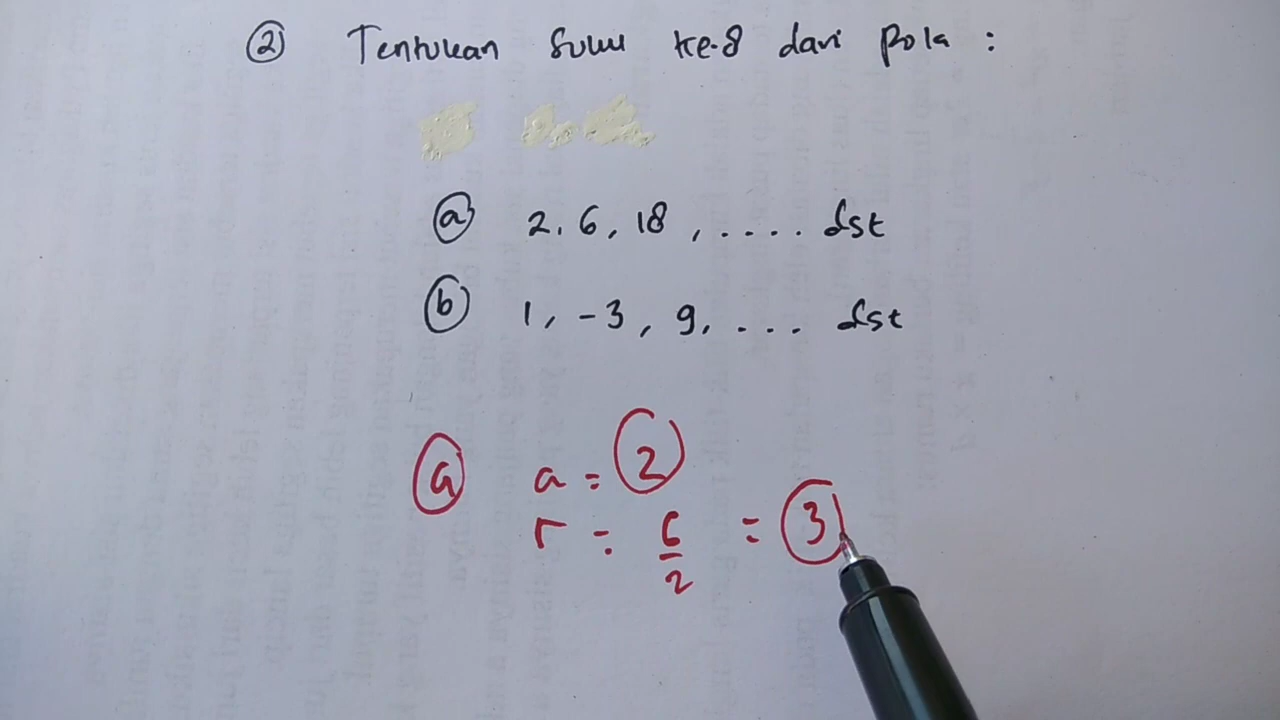 ② Tentukan suku ke-8 dari pola :
ⓐ 2, 6, 18, .... dst
ⓑ 1, -3, 9, ... dst
ⓐ a = 2
r = 6/2 = 3